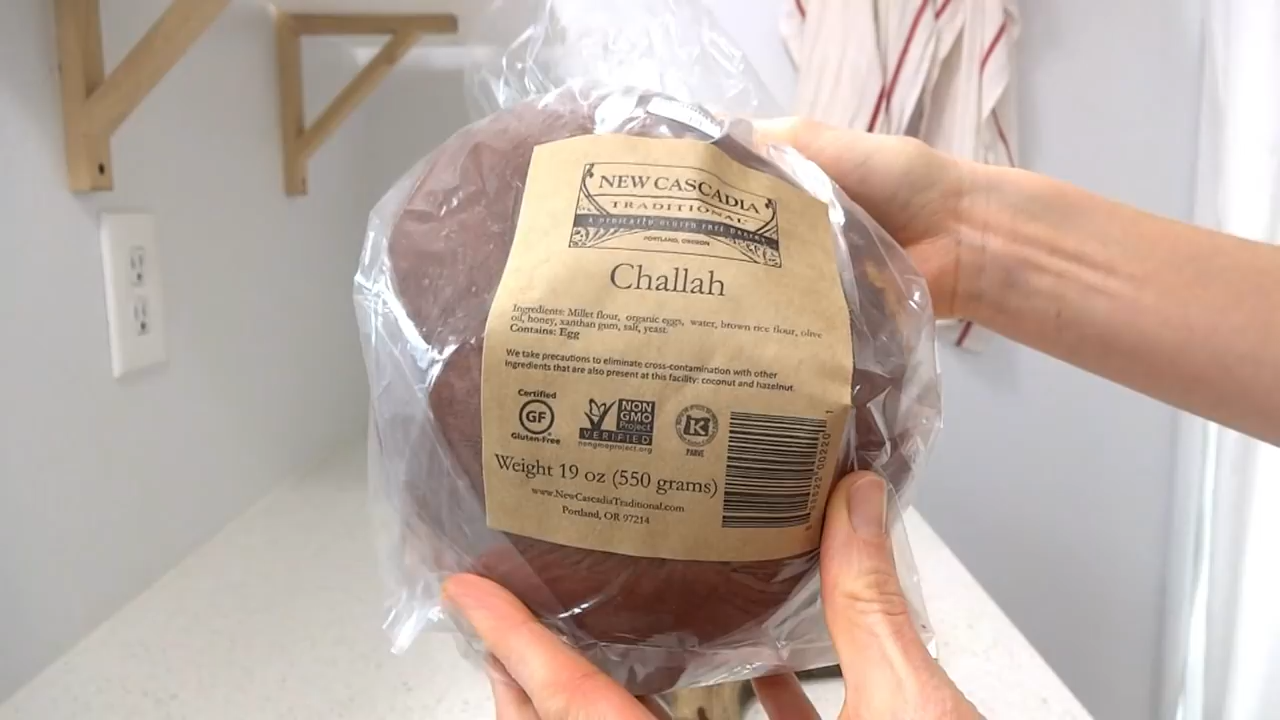 NEW CASCADIA
TRADITIONAL
A DEDICATED GLUTEN FREE BAKERY
PORTLAND, OREGON
Challah
Ingredients: Millet flour, organic eggs, water, brown rice flour, olive
oil, honey, xanthan gum, salt, yeast.
Contains: Egg
We take precautions to eliminate cross-contamination with other
ingredients that are also present at this facility: coconut and hazelnut.
Certified
GF
Gluten-Free
NON
GMO
Project
VERIFIED
nongmoproject.org
K
PARVE
Weight 19 oz (550 grams)
www.NewCascadiaTraditional.com
Portland, OR 97214